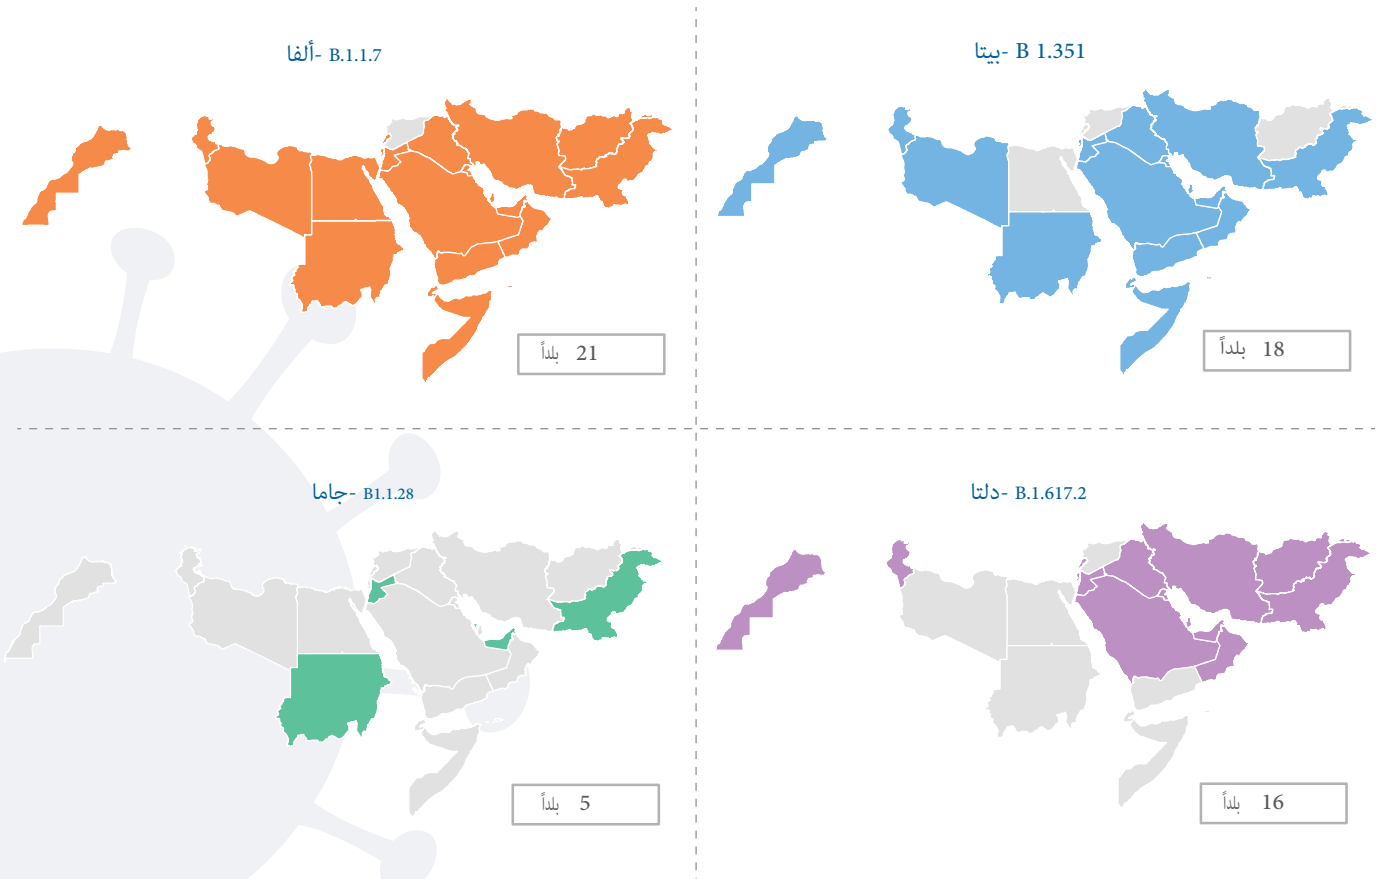 ألفا- B.1.1.7
21 بلداً
بيتا- B 1.351
18 بلداً
جاما- B1.1.28
5 بلداً
دلتا- B.1.617.2
16 بلداً